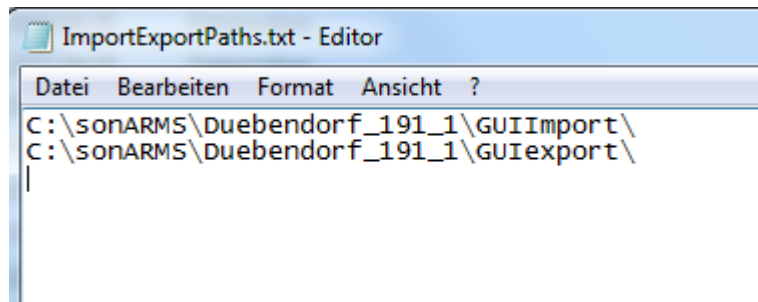 ImportExportPaths.txt - Editor
Datei Bearbeiten Format Ansicht ?
C:\sonARMS\Duebendorf_191_1\GUIImport\
C:\sonARMS\Duebendorf_191_1\GUIexport\